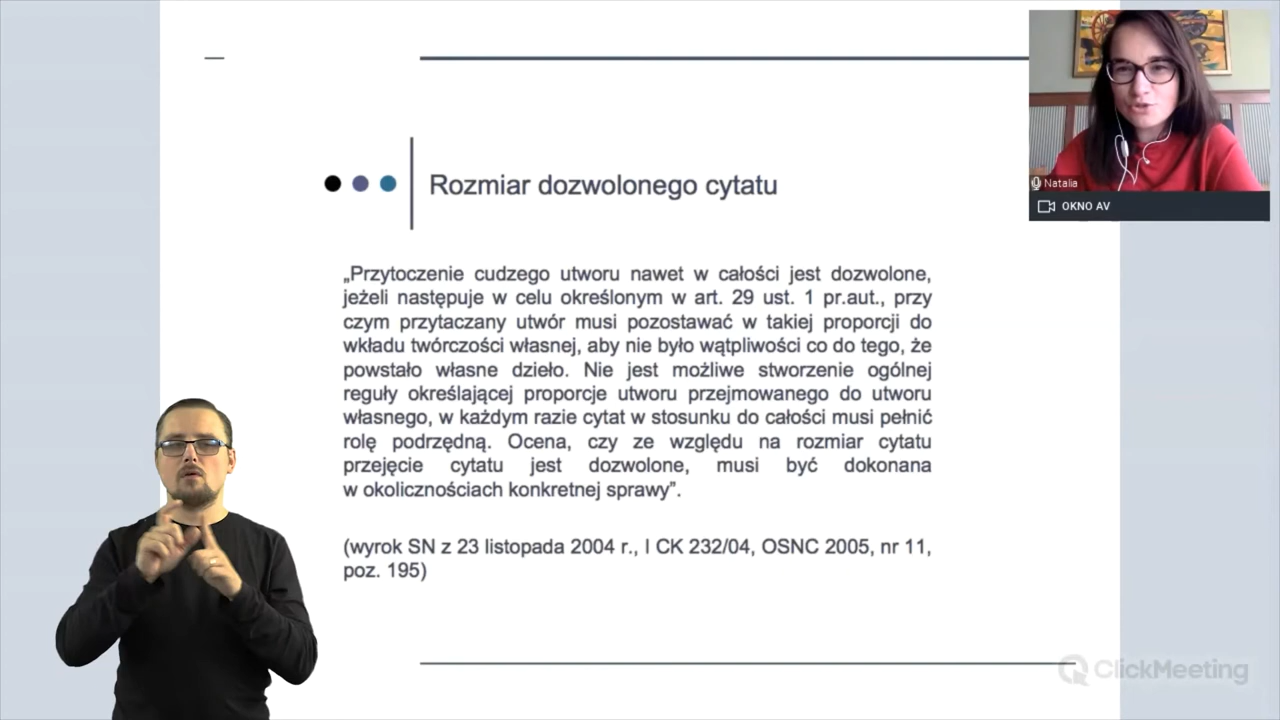 Rozmiar dozwolonego cytatu
„Przytoczenie cudzego utworu nawet w całości jest dozwolone,
jeżeli następuje w celu określonym w art. 29 ust. 1 pr.aut., przy
czym przytaczany utwór musi pozostawać w takiej proporcji do
wkładu twórczości własnej, aby nie było wątpliwości co do tego, że
powstało własne dzieło. Nie jest możliwe stworzenie ogólnej
reguły określającej proporcje utworu przejmowanego do utworu
własnego, w każdym razie cytat w stosunku do całości musi pełnić
rolę podrzędną. Ocena, czy ze względu na rozmiar cytatu
przejęcie cytatu jest dozwolone, musi być dokonana
w okolicznościach konkretnej sprawy”.
(wyrok SN z 23 listopada 2004 r., I CK 232/04, OSNC 2005, nr 11,
poz. 195)
Natalia
OKNO AV
ClickMeeting